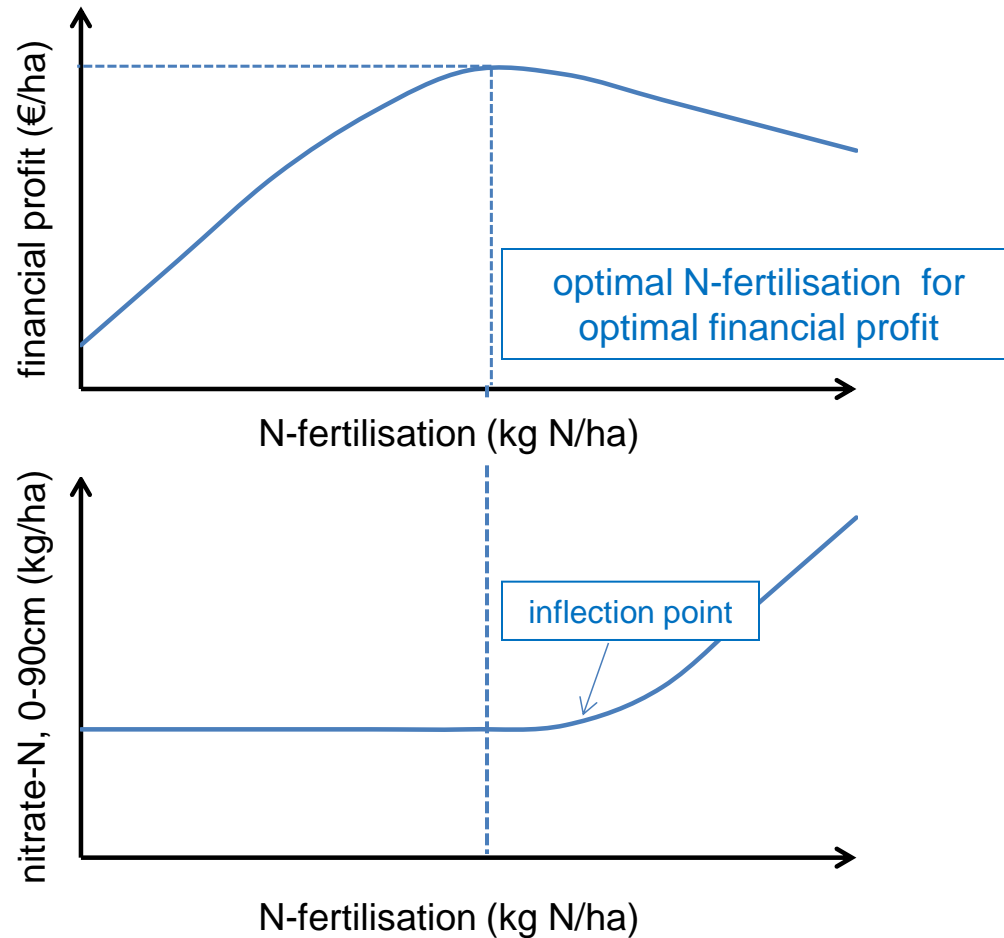 financial profit (€/ha)
optimal N-fertilisation for
optimal financial profit
N-fertilisation (kg N/ha)
nitrate-N, 0-90cm (kg/ha)
inflection point
N-fertilisation (kg N/ha)